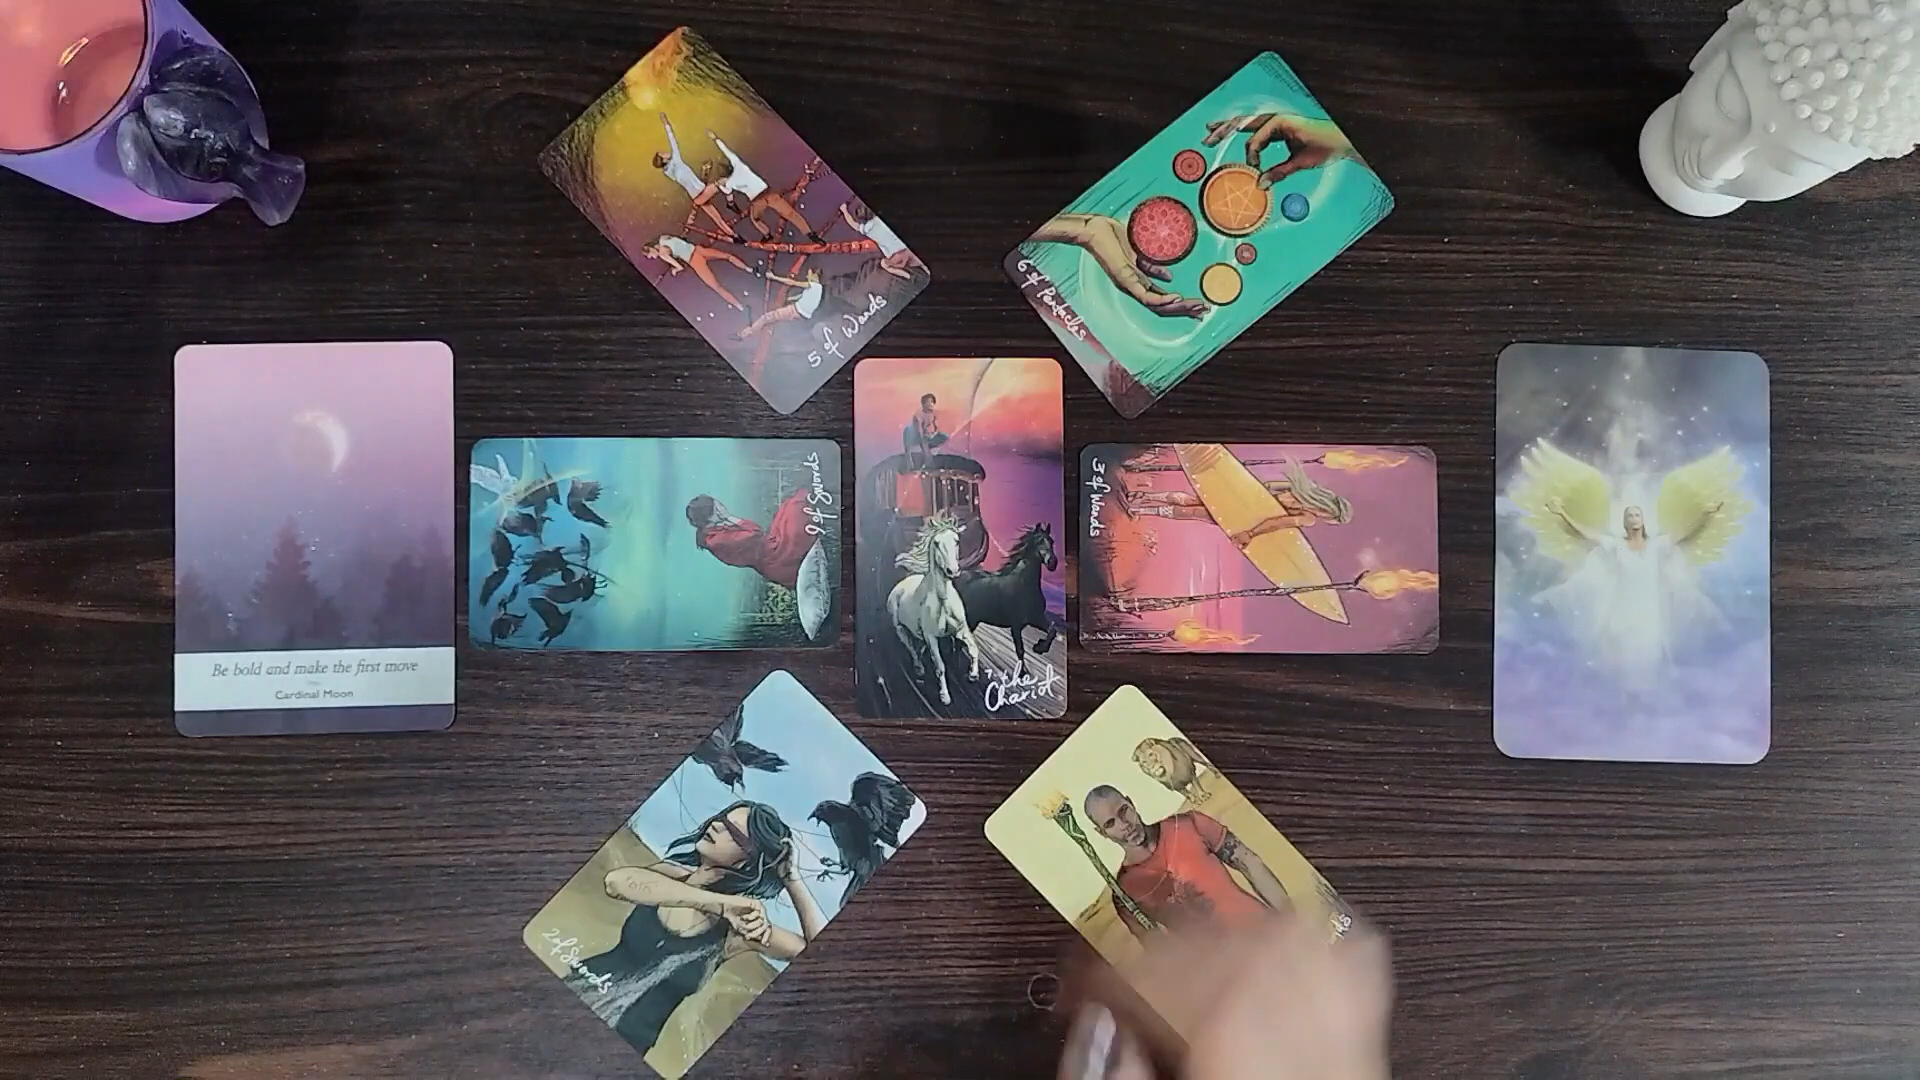 5 of Wands
6 of Pentacles
9 of Swords
3 of Wands
Be bold and make the first move
Cardinal Moon
7 the
Chariot
2 of Swords